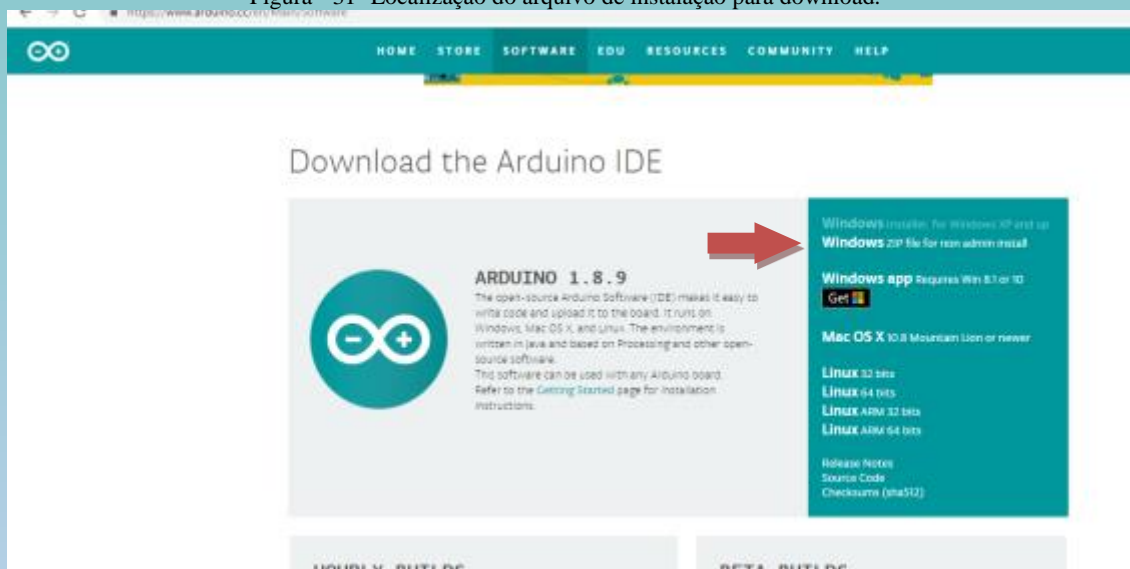 Figura - 31 - Localização do arquivo de instalação para download.
https://www.arduino.cc/en/Main/Software
HOME STORE SOFTWARE EDU RESOURCES COMMUNITY HELP
Download the Arduino IDE
ARDUINO 1.8.9
The open-source Arduino Software (IDE) makes it easy to
write code and upload it to the board. It runs on
Windows, Mac OS X, and Linux. The environment is
written in Java and based on Processing and other open-
source software.
This software can be used with any Arduino board.
Refer to the Getting Started page for Installation
instructions.
Windows Installer, for Windows XP and up
Windows ZIP file for non admin install
Windows app Requires Win 8.1 or 10
Get
Mac OS X 10.8 Mountain Lion or newer
Linux 32 bits
Linux 64 bits
Linux ARM 32 bits
Linux ARM 64 bits
Release Notes
Source Code
Checksums (sha512)
HOURLY BUILDS
BETA BUILDS